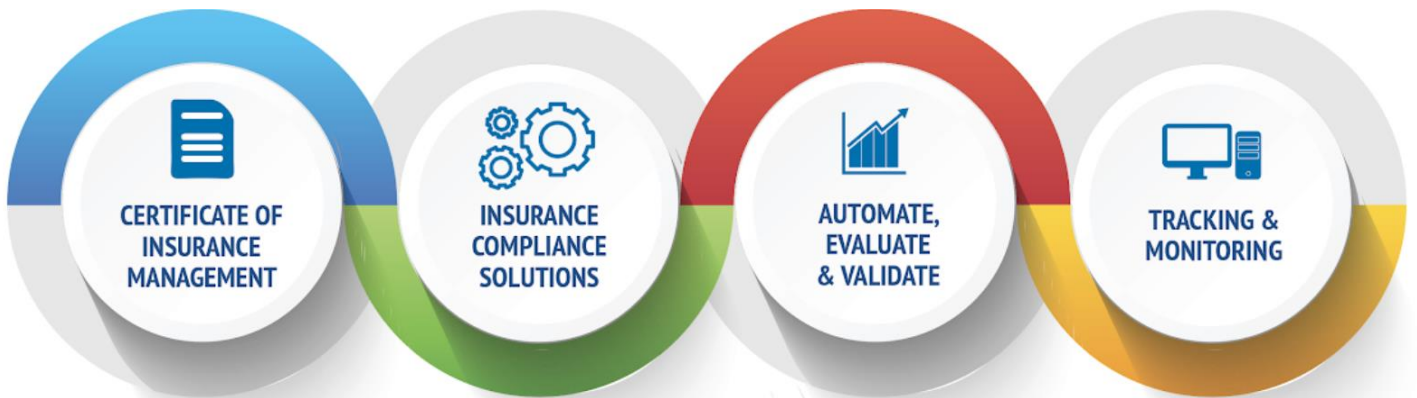 CERTIFICATE OF
INSURANCE
MANAGEMENT
INSURANCE
COMPLIANCE
SOLUTIONS
AUTOMATE,
EVALUATE
& VALIDATE
TRACKING &
MONITORING